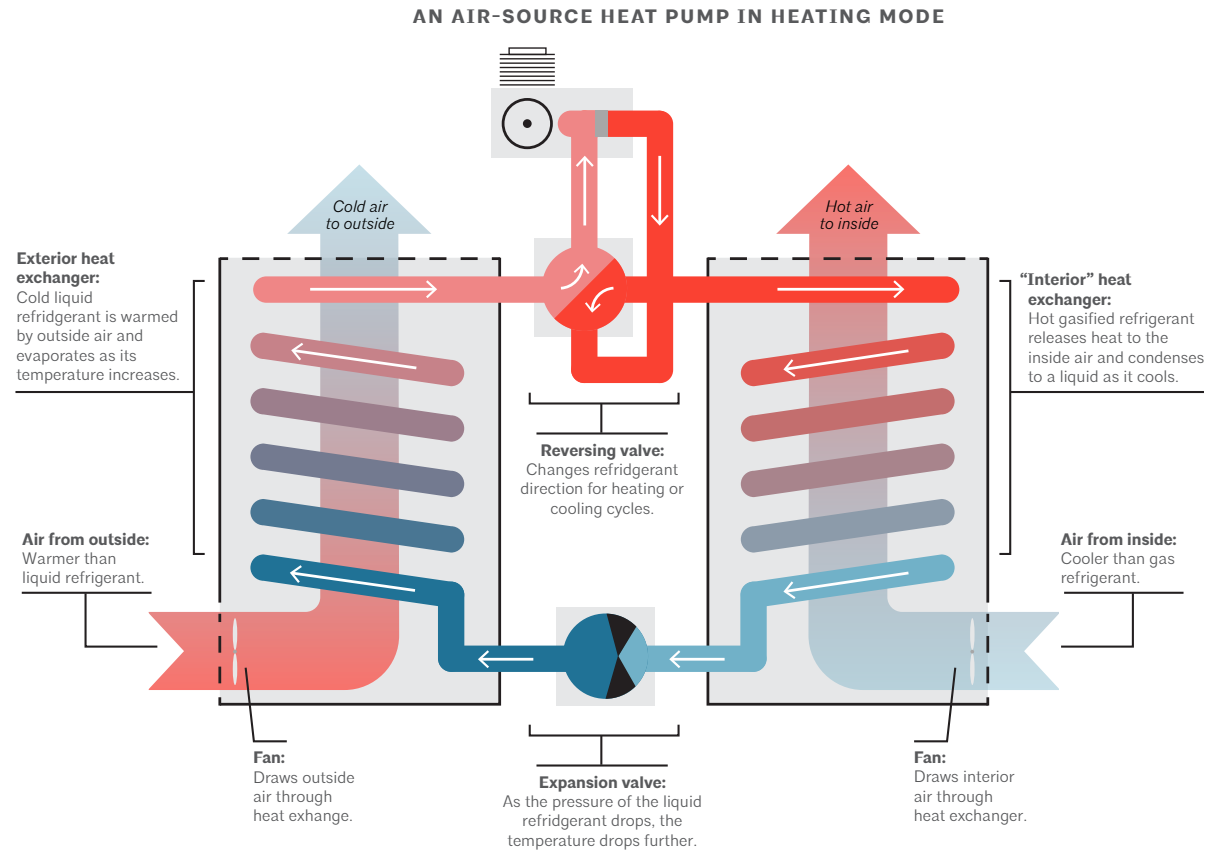 AN AIR-SOURCE HEAT PUMP IN HEATING MODE
Cold air
to outside
Hot air
to inside
Exterior heat
exchanger:
Cold liquid
refridgerant is warmed
by outside air and
evaporates as its
temperature increases.
“Interior” heat
exchanger:
Hot gasified refrigerant
releases heat to the
inside air and condenses
to a liquid as it cools.
Reversing valve:
Changes refridgerant
direction for heating or
cooling cycles.
Air from outside:
Warmer than
liquid refrigerant.
Air from inside:
Cooler than gas
refrigerant.
Fan:
Draws outside
air through
heat exhange.
Expansion valve:
As the pressure of the liquid
refridgerant drops, the
temperature drops further.
Fan:
Draws interior
air through
heat exchanger.